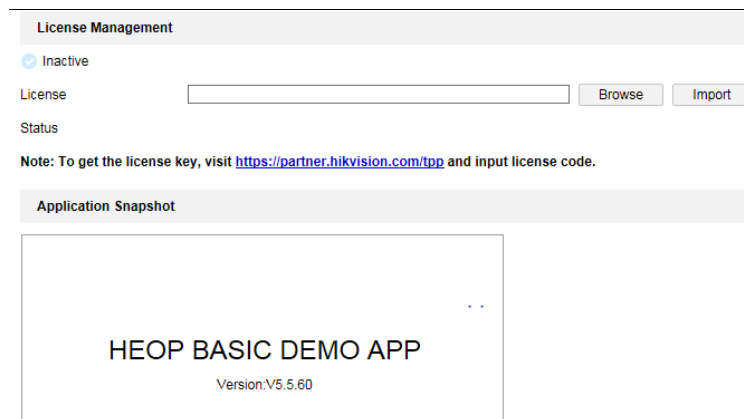 License Management
Inactive
License Browse Import
Status
Note: To get the license key, visit https://partner.hikvision.com/tpp and input license code.
Application Snapshot
HEOP BASIC DEMO APP
Version:V5.5.60